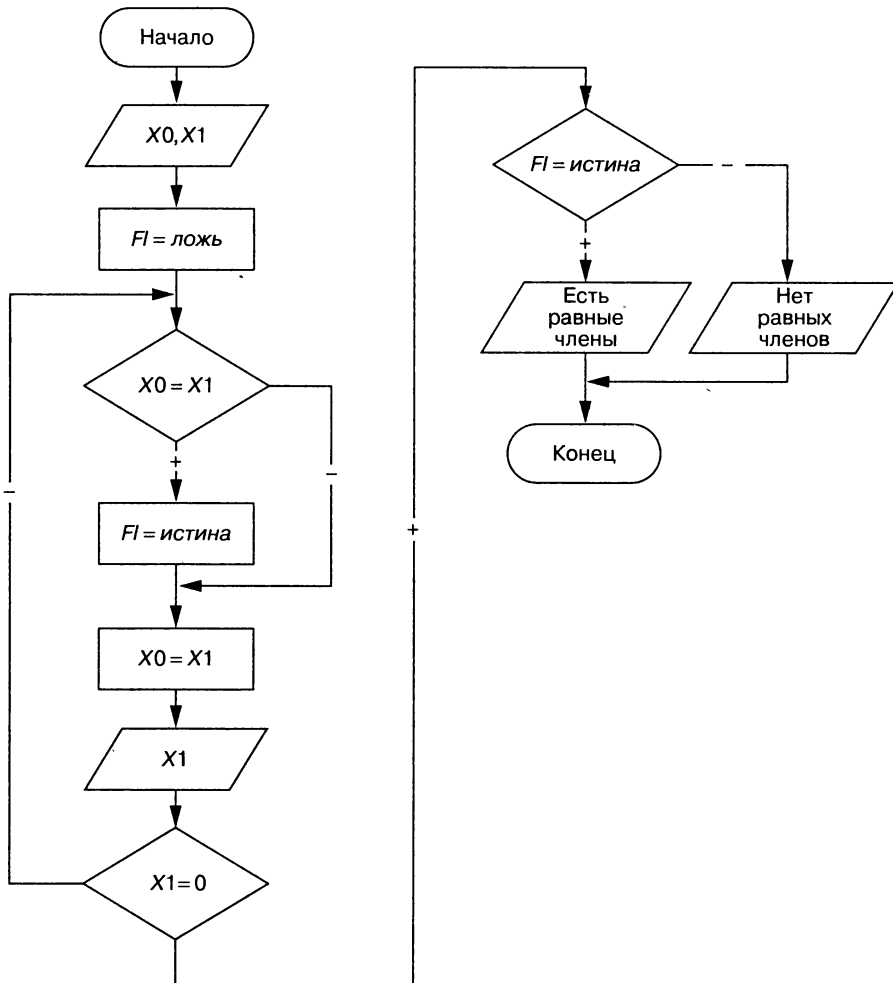 Начало
X0, X1
Fl = ложь
X0 = X1
+
−
Fl = истина
X0 = X1
X1
X1 = 0
−
+
Fl = истина
−
+
Есть
равные
члены
Нет
равных
членов
Конец